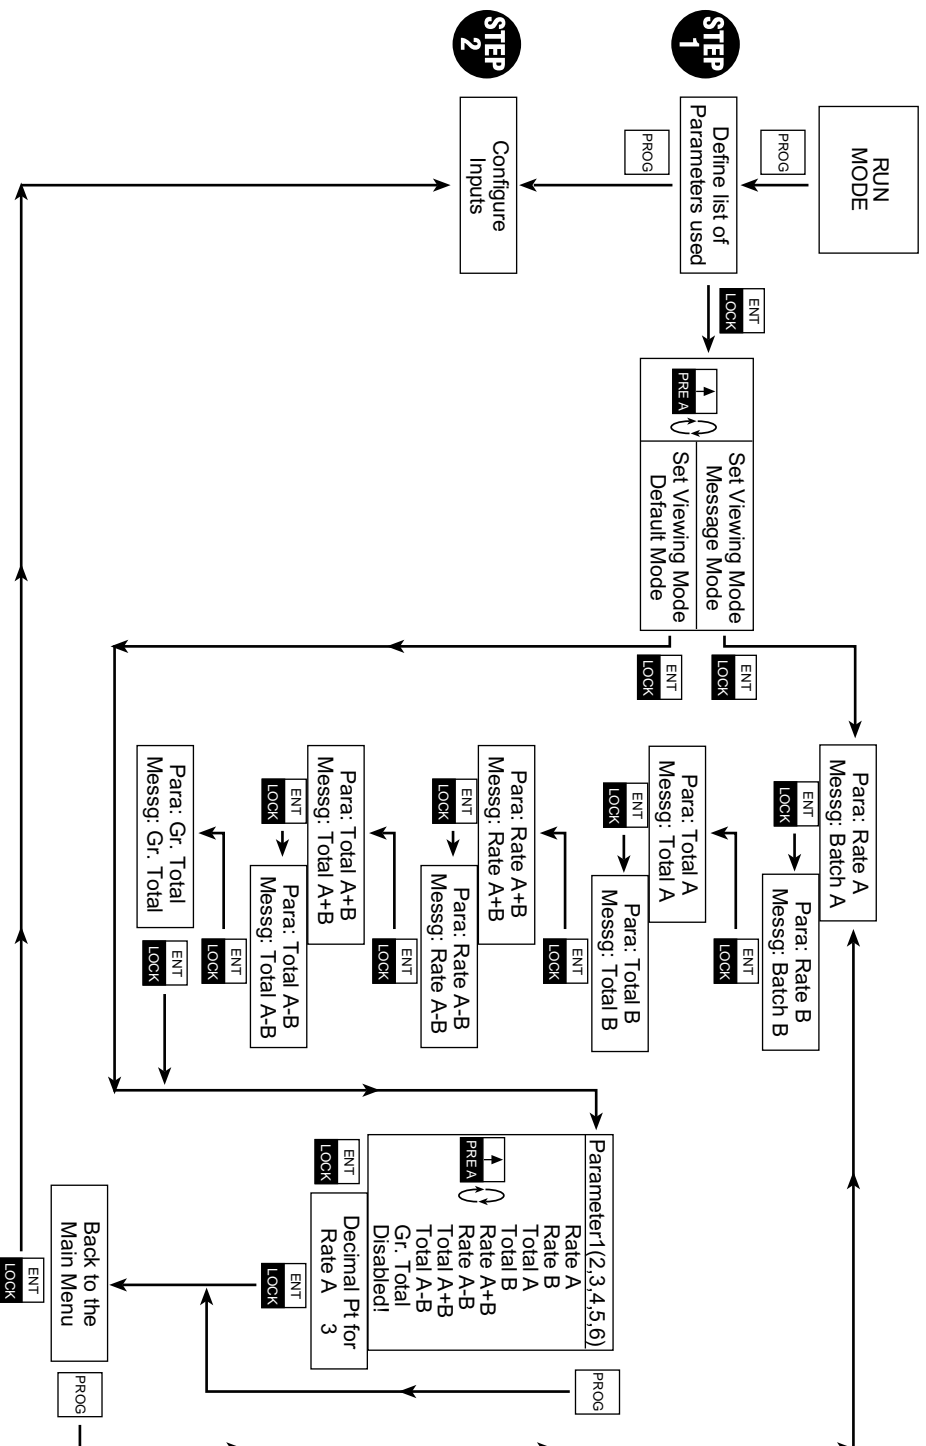 RUN
MODE
PROG
STEP
1
Define list of
Parameters used
PROG
STEP
2
Configure
Inputs
ENT
LOCK
PRE A
Set Viewing Mode
Message Mode
Set Viewing Mode
Default Mode
ENT
LOCK
ENT
LOCK
Para: Rate A
Messg: Batch A
ENT
LOCK
Para: Rate B
Messg: Batch B
ENT
LOCK
Para: Total A
Messg: Total A
ENT
LOCK
Para: Total B
Messg: Total B
ENT
LOCK
Para: Rate A+B
Messg: Rate A+B
ENT
LOCK
Para: Rate A-B
Messg: Rate A-B
ENT
LOCK
Para: Total A+B
Messg: Total A+B
ENT
LOCK
Para: Total A-B
Messg: Total A-B
ENT
LOCK
Para: Gr. Total
Messg: Gr. Total
ENT
LOCK
Parameter1(2,3,4,5,6)
PRE A
Rate A
Rate B
Total A
Total B
Rate A+B
Rate A-B
Total A+B
Total A-B
Gr. Total
Disabled!
ENT
LOCK
Decimal Pt for
Rate A 3
PROG
ENT
LOCK
Back to the
Main Menu
PROG
ENT
LOCK